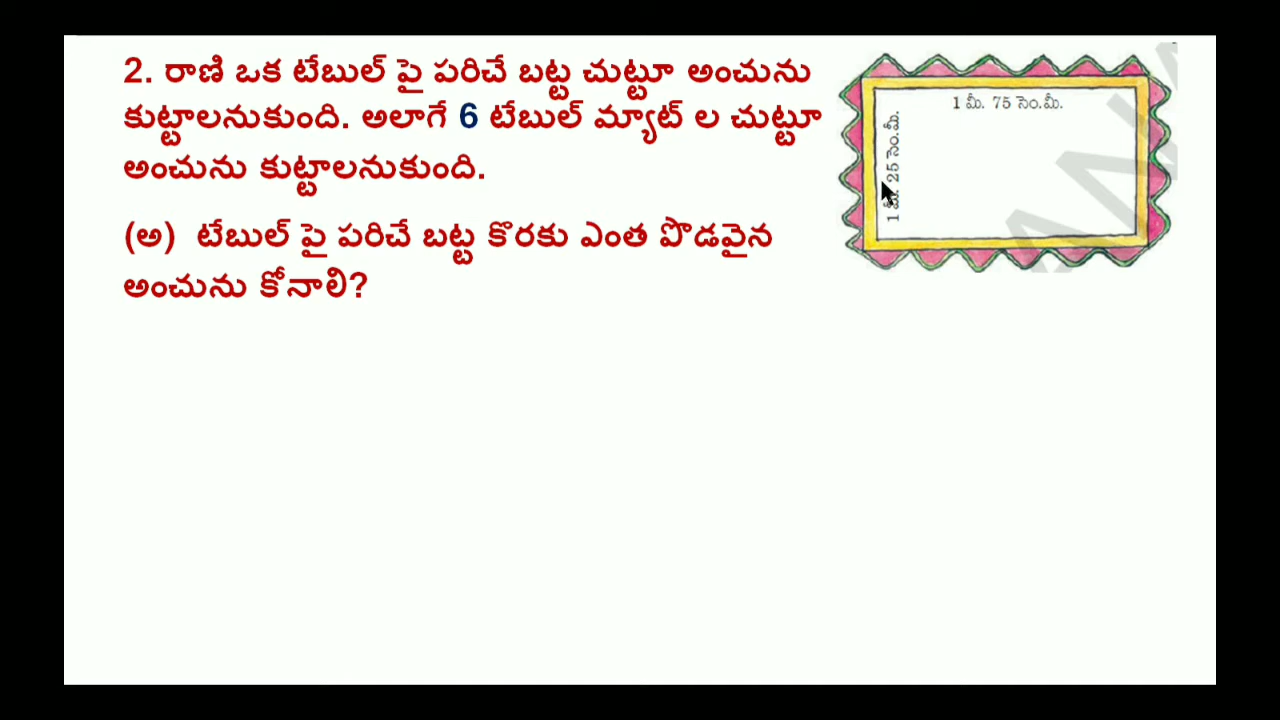 2. రాణి ఒక టేబుల్ పై పరిచే బట్ట చుట్టూ అంచును
కుట్టాలనుకుంది. అలాగే 6 టేబుల్ మ్యాట్ ల చుట్టూ
అంచును కుట్టాలనుకుంది.
(అ) టేబుల్ పై పరిచే బట్ట కొరకు ఎంత పొడవైన
అంచును కోనాలి?
1 మీ. 75 సెం.మీ.
1 మీ. 25 సెం.మీ.